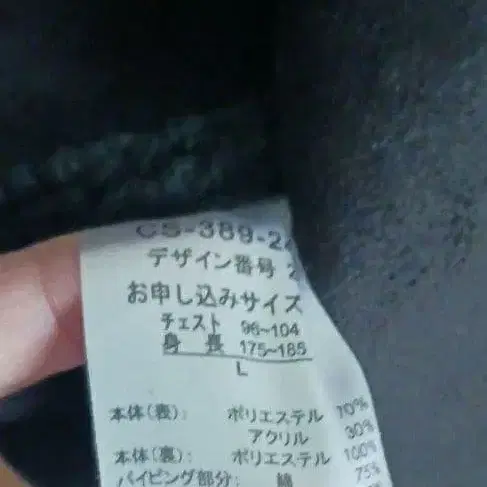 CS-389-2
デザイン番号 2
お申し込みサイズ
チェスト 96~104
身長 175~185
L
本体(表): ポリエステル 70%
アクリル 30%
本体(裏): ポリエステル 100%
パイピング部分: 綿 75%